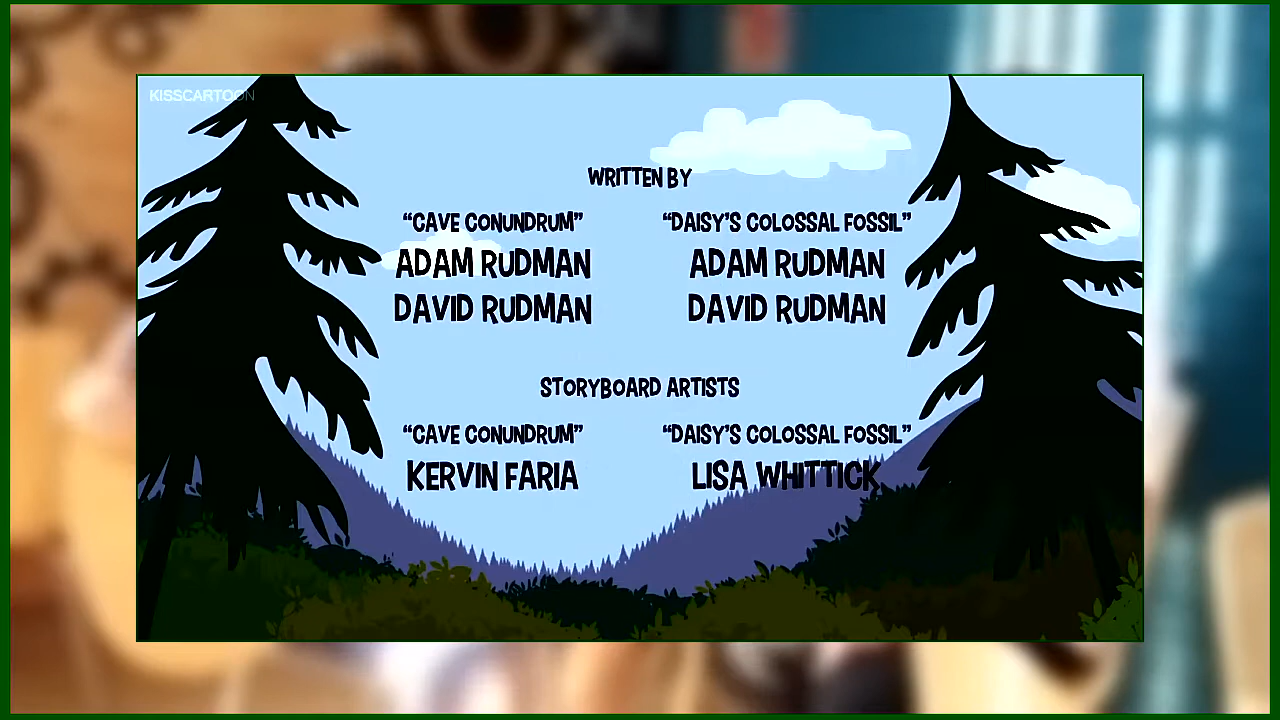 KISSCARTOON
WRITTEN BY
“CAVE CONUNDRUM”
ADAM RUDMAN
DAVID RUDMAN
“DAISY’S COLOSSAL FOSSIL”
ADAM RUDMAN
DAVID RUDMAN
STORYBOARD ARTISTS
“CAVE CONUNDRUM”
KERVIN FARIA
“DAISY’S COLOSSAL FOSSIL”
LISA WHITTICK